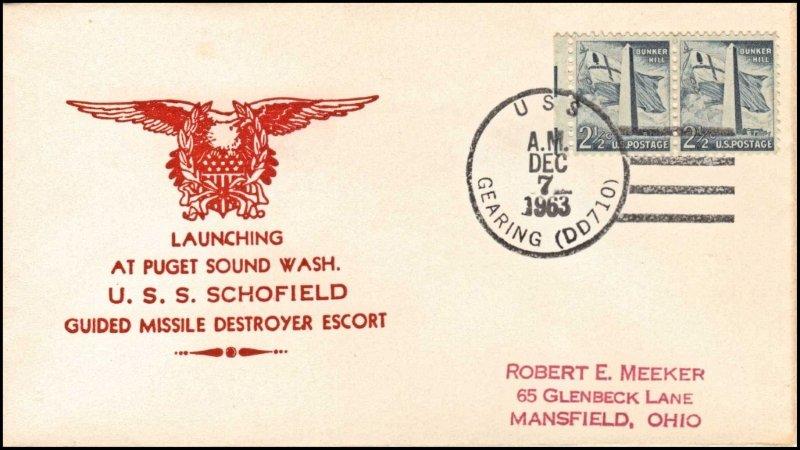 BUNKER HILL
2½¢ U.S. POSTAGE
BUNKER HILL
2½¢ U.S. POSTAGE
USS
A.M.
DEC
7
1963
GEARING (DD710)
LAUNCHING
AT PUGET SOUND WASH.
U. S. S. SCHOFIELD
GUIDED MISSILE DESTROYER ESCORT
ROBERT E. MEEKER
65 GLENBECK LANE
MANSFIELD, OHIO